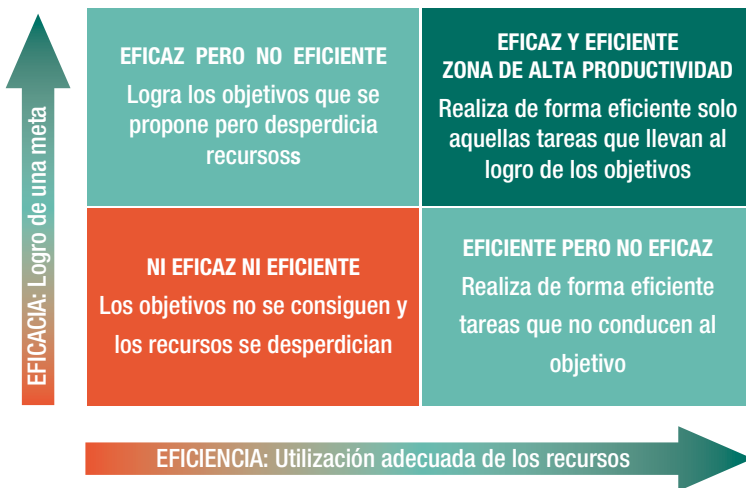 EFICACIA: Logro de una meta
EFICAZ PERO NO EFICIENTE
Logra los objetivos que se
propone pero desperdicia
recursoss
EFICAZ Y EFICIENTE
ZONA DE ALTA PRODUCTIVIDAD
Realiza de forma eficiente solo
aquellas tareas que llevan al
logro de los objetivos
NI EFICAZ NI EFICIENTE
Los objetivos no se consiguen y
los recursos se desperdician
EFICIENTE PERO NO EFICAZ
Realiza de forma eficiente
tareas que no conducen al
objetivo
EFICIENCIA: Utilización adecuada de los recursos